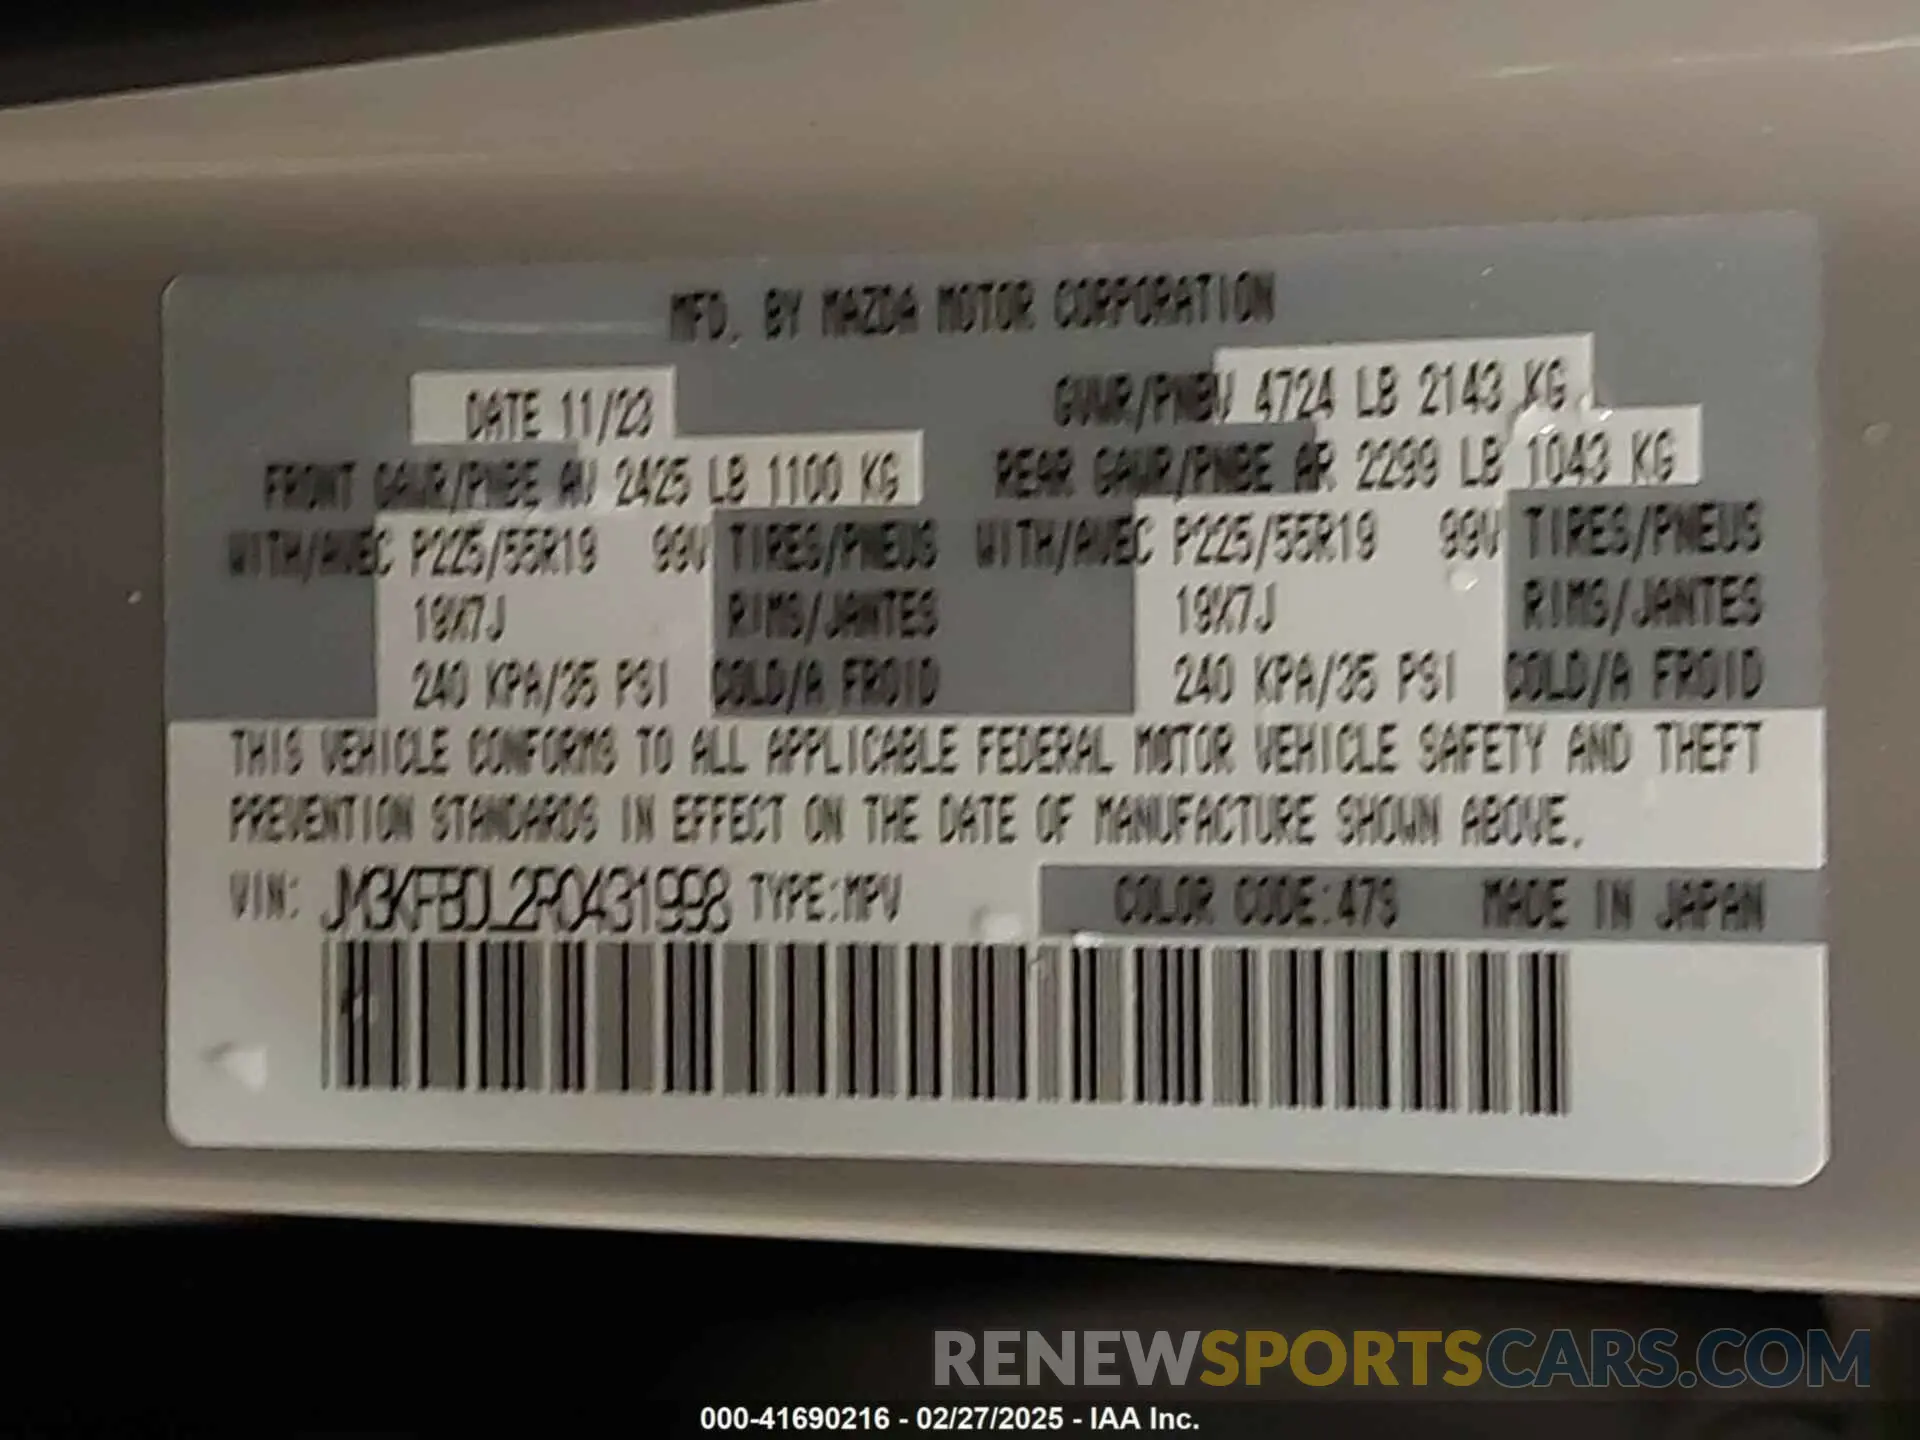 MFD. BY MAZDA MOTOR CORPORATION
DATE 11/23
GVWR/PNBV 4724 LB 2143 KG
FRONT GAWR/PNBE AV 2425 LB 1100 KG
REAR GAWR/PNBE AR 2299 LB 1043 KG
WITH/AVEC P225/55R19 99V TIRES/PNEUS
WITH/AVEC P225/55R19 99V TIRES/PNEUS
19X7J RIMS/JANTES
19X7J RIMS/JANTES
240 KPA/35 PSI COLD/A FROID
240 KPA/35 PSI COLD/A FROID
THIS VEHICLE CONFORMS TO ALL APPLICABLE FEDERAL MOTOR VEHICLE SAFETY AND THEFT
PREVENTION STANDARDS IN EFFECT ON THE DATE OF MANUFACTURE SHOWN ABOVE.
VIN: JM3KFBDL2R0431998 TYPE:MPV
COLOR CODE:47S MADE IN JAPAN
RENEWSPORTSCARS.COM
000-41690216 - 02/27/2025 - IAA Inc.